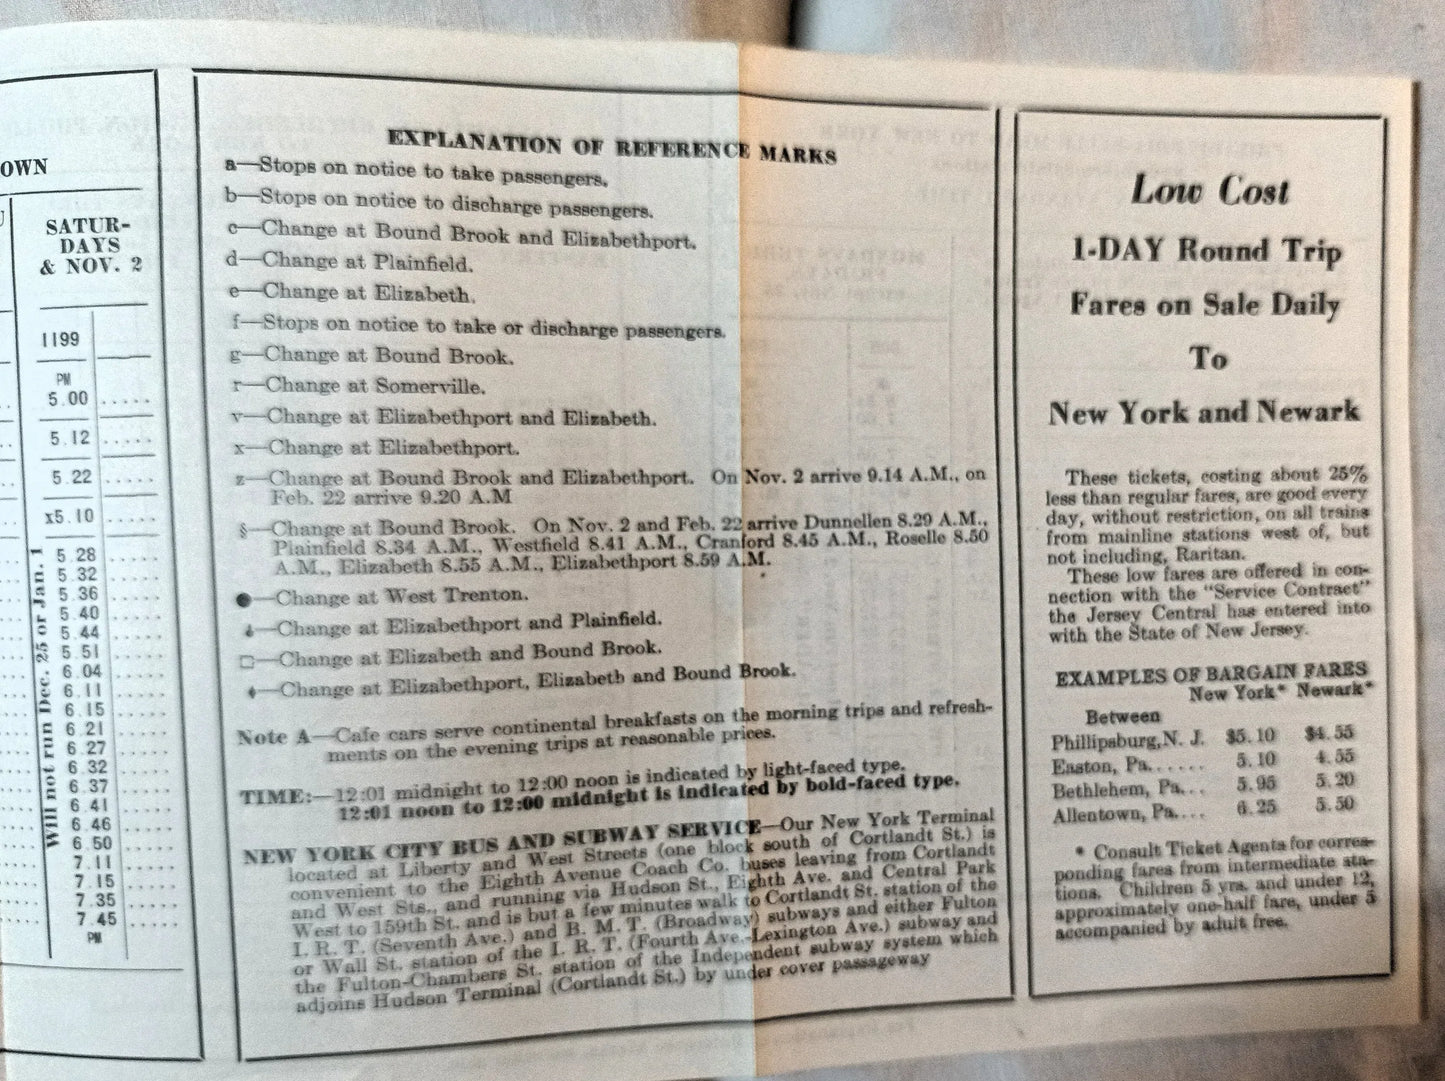 OWN
SATUR-
DAYS
& NOV. 2
1199
PM
5.00 .....
5.12 .....
5.22 .....
x5.10 .....
5.28 .....
5.32 .....
5.36 .....
5.40 .....
5.44 .....
5.51 .....
6.04 .....
6.11 .....
6.15 .....
6.21 .....
6.27 .....
6.32 .....
6.37 .....
6.41 .....
6.46 .....
6.50 .....
7.11 .....
7.15 .....
7.35 .....
7.45 .....
PM
Will not run Dec. 25 or Jan. 1
EXPLANATION OF REFERENCE MARKS
a—Stops on notice to take passengers.
b—Stops on notice to discharge passengers.
c—Change at Bound Brook and Elizabethport.
d—Change at Plainfield.
e—Change at Elizabeth.
f—Stops on notice to take or discharge passengers.
g—Change at Bound Brook.
r—Change at Somerville.
v—Change at Elizabethport and Elizabeth.
x—Change at Elizabethport.
z—Change at Bound Brook and Elizabethport. On Nov. 2 arrive 9.14 A.M., on
Feb. 22 arrive 9.20 A.M
§—Change at Bound Brook. On Nov. 2 and Feb. 22 arrive Dunnellen 8.29 A.M.,
Plainfield 8.34 A.M., Westfield 8.41 A.M., Cranford 8.45 A.M., Roselle 8.50
A.M., Elizabeth 8.55 A.M., Elizabethport 8.59 A.M.
●—Change at West Trenton.
—Change at Elizabethport and Plainfield.
□—Change at Elizabeth and Bound Brook.
♦—Change at Elizabethport, Elizabeth and Bound Brook.
Note A—Cafe cars serve continental breakfasts on the morning trips and refresh-
ments on the evening trips at reasonable prices.
TIME:—12:01 midnight to 12:00 noon is indicated by light-faced type.
12:01 noon to 12:00 midnight is indicated by bold-faced type.
NEW YORK CITY BUS AND SUBWAY SERVICE—Our New York Terminal
located at Liberty and West Streets (one block south of Cortlandt St.) is
convenient to the Eighth Avenue Coach Co. buses leaving from Cortlandt
and West Sts., and running via Hudson St., Eighth Ave. and Central Park
West to 159th St. and is but a few minutes walk to Cortlandt St. station of the
I. R. T. (Seventh Ave.) and B. M. T. (Broadway) subways and either Fulton
or Wall St. station of the I. R. T. (Fourth Ave.-Lexington Ave.) subway and
the Fulton-Chambers St. station of the Independent subway system which
adjoins Hudson Terminal (Cortlandt St.) by under cover passageway
Low Cost
1-DAY Round Trip
Fares on Sale Daily
To
New York and Newark
These tickets, costing about 25%
less than regular fares, are good every
day, without restriction, on all trains
from mainline stations west of, but
not including, Raritan.
These low fares are offered in con-
nection with the "Service Contract"
the Jersey Central has entered into
with the State of New Jersey.
EXAMPLES OF BARGAIN FARES
New York* Newark*
Between
Phillipsburg, N. J. $5.10 $4.55
Easton, Pa...... 5.10 4.55
Bethlehem, Pa... 5.95 5.20
Allentown, Pa.... 6.25 5.50
* Consult Ticket Agents for corres-
ponding fares from intermediate sta-
tions. Children 5 yrs. and under 12,
approximately one-half fare, under 5
accompanied by adult free.